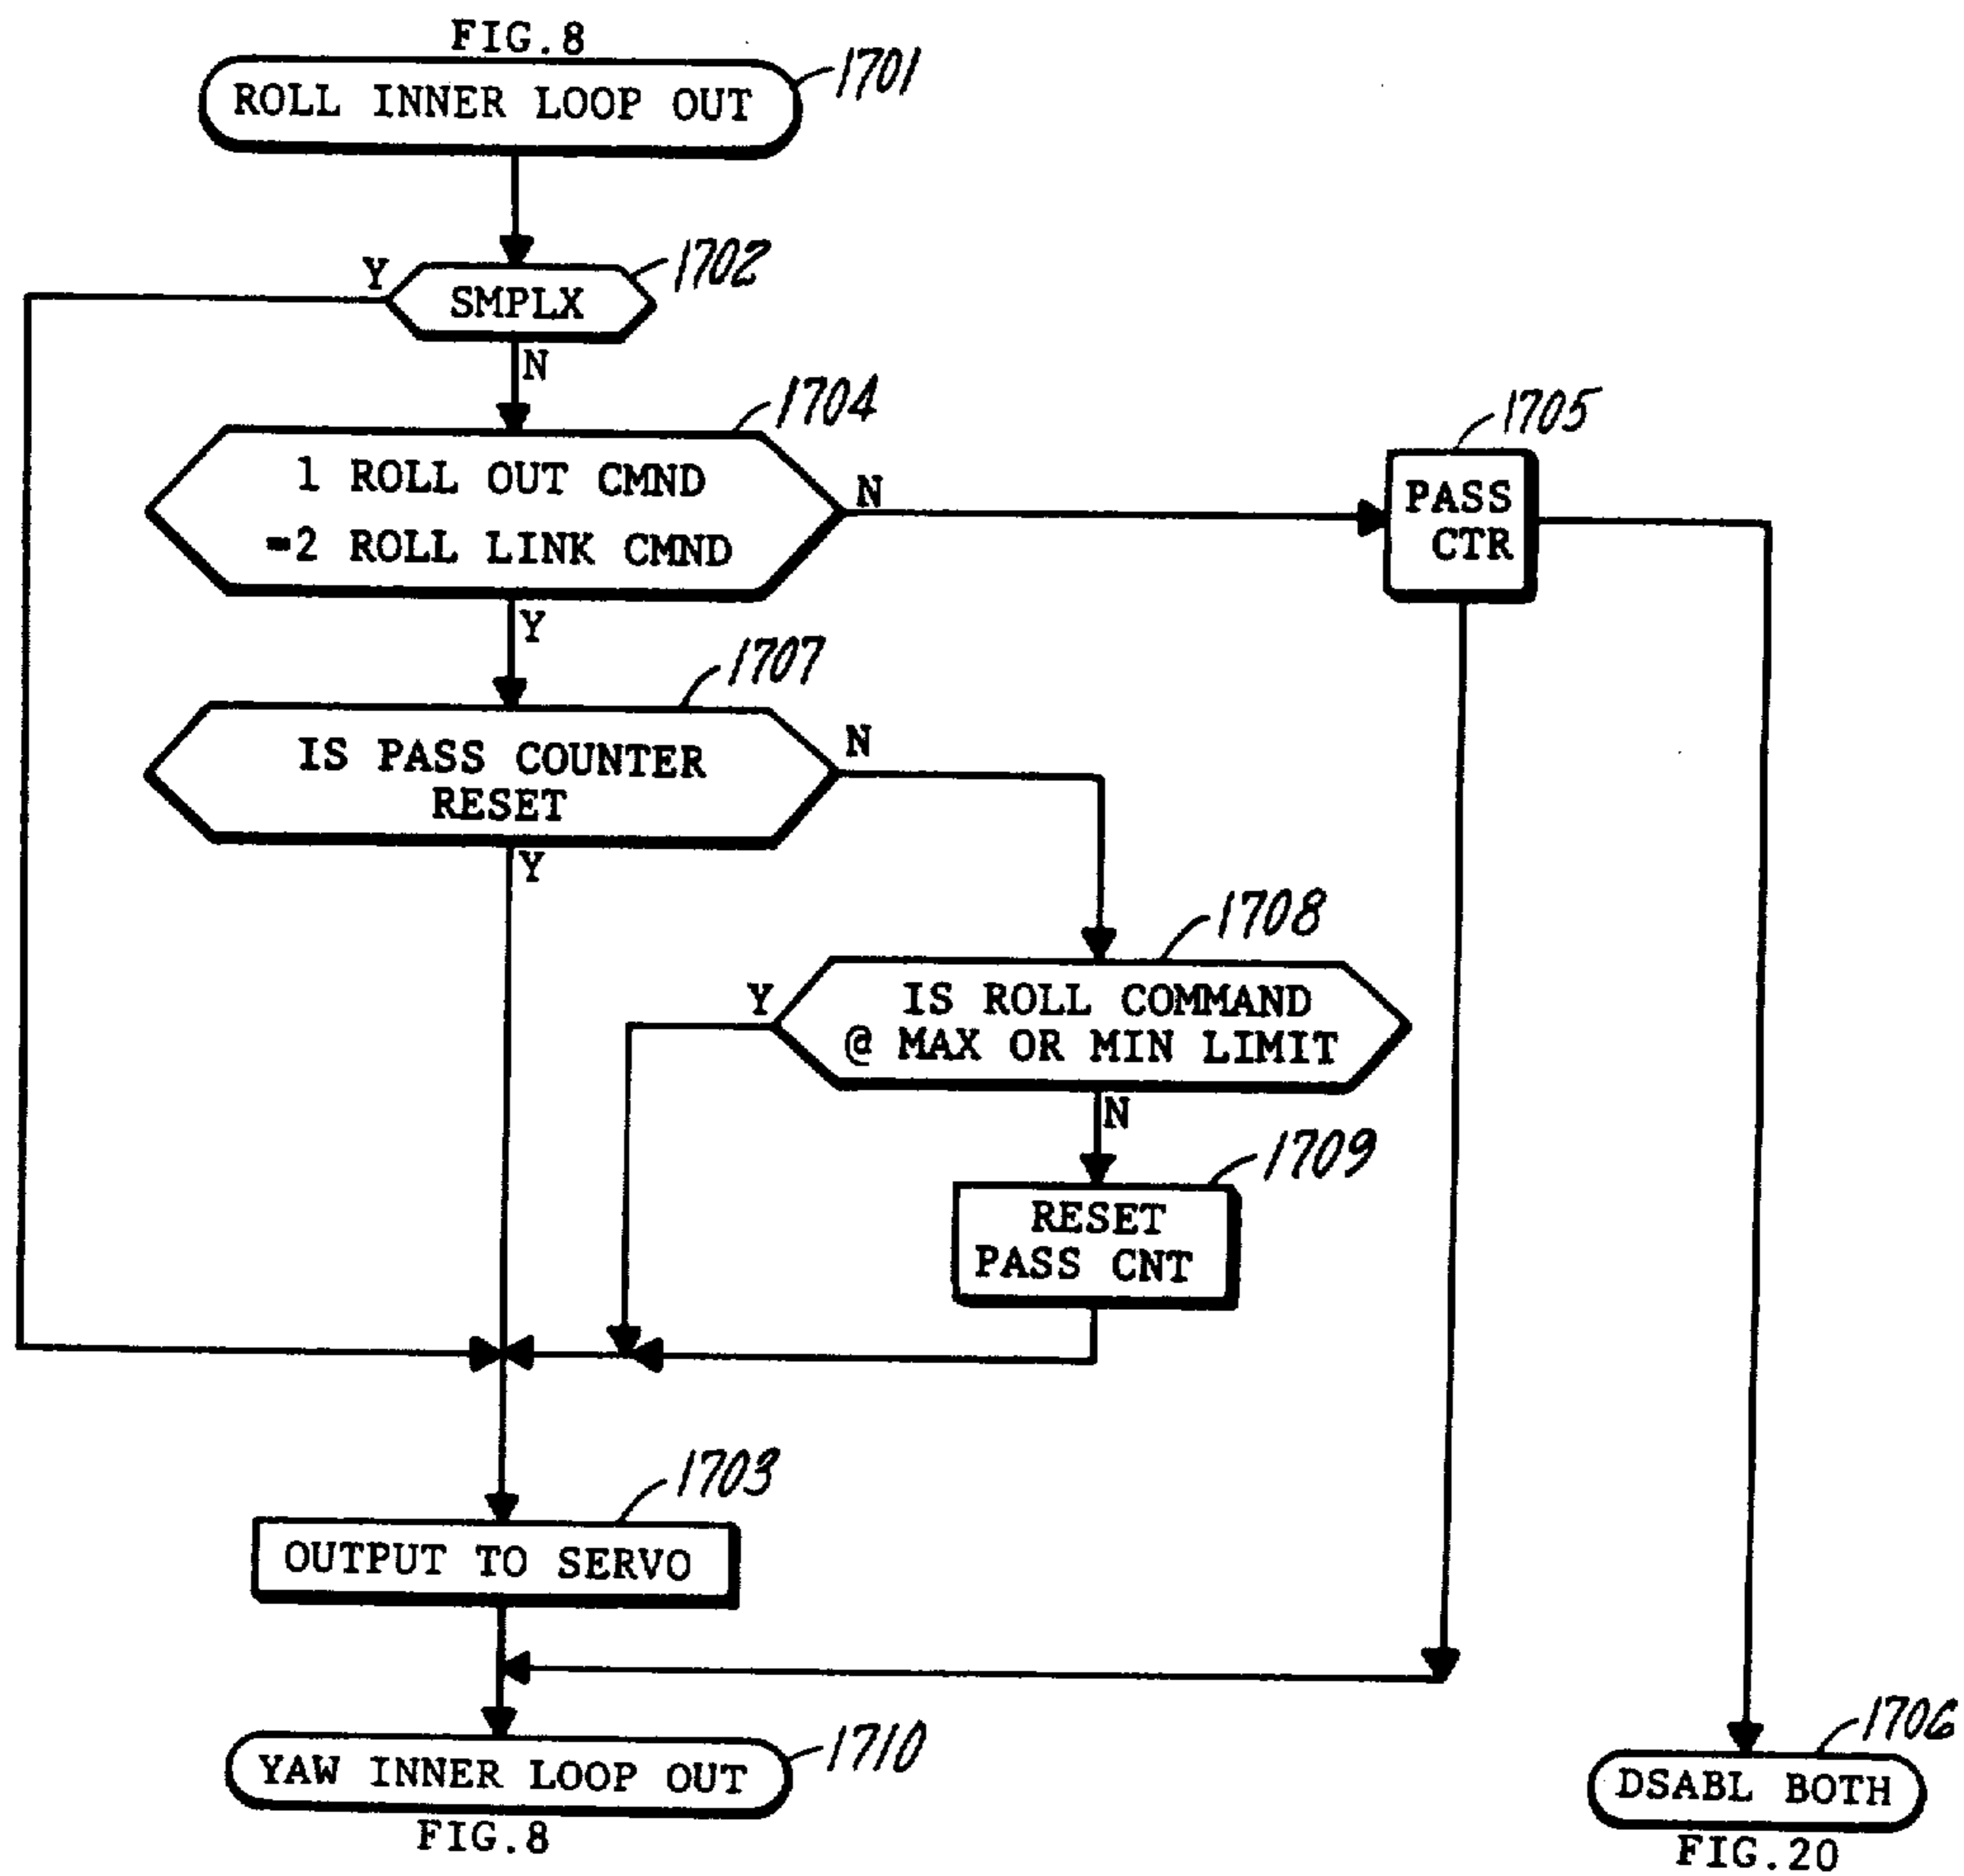 FIG.8
ROLL INNER LOOP OUT
1701
Y
SMPLX
1702
N
1704
1 ROLL OUT CMND
=2 ROLL LINK CMND
N
1705
PASS
CTR
Y
1707
IS PASS COUNTER
RESET
N
Y
1708
Y
IS ROLL COMMAND
@ MAX OR MIN LIMIT
N
1709
RESET
PASS CNT
1703
OUTPUT TO SERVO
YAW INNER LOOP OUT
1710
FIG.8
1706
DSABL BOTH
FIG.20